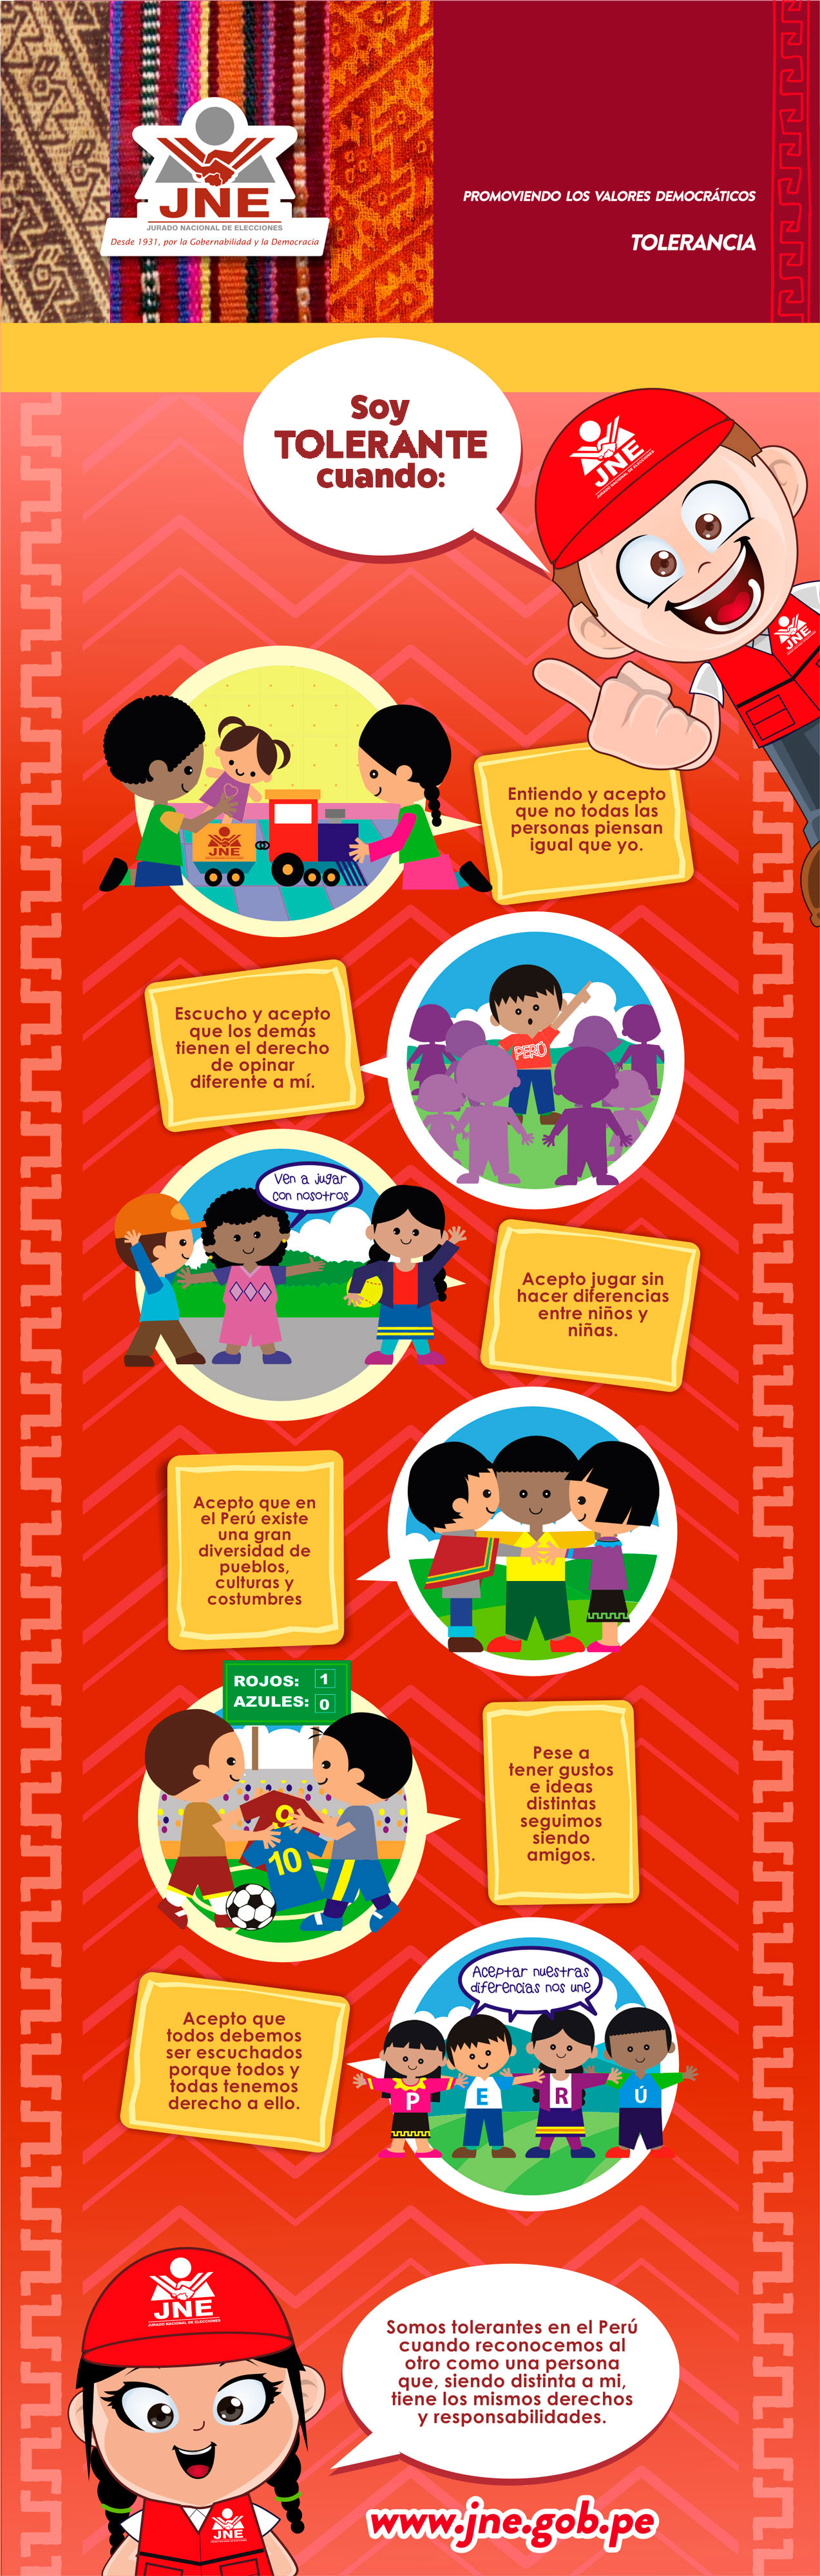 JNE
JURADO NACIONAL DE ELECCIONES
Desde 1931, por la Gobernabilidad y la Democracia
PROMOVIENDO LOS VALORES DEMOCRÁTICOS
TOLERANCIA
Soy
TOLERANTE
cuando:
JNE
JURADO NACIONAL DE ELECCIONES
JNE
Entiendo y acepto
que no todas las
personas piensan
igual que yo.
JNE
Escucho y acepto
que los demás
tienen el derecho
de opinar
diferente a mí.
PERÚ
Ven a jugar
con nosotros
Acepto jugar sin
hacer diferencias
entre niños y
niñas.
Acepto que en
el Perú existe
una gran
diversidad de
pueblos,
culturas y
costumbres
ROJOS: 1
AZULES: 0
9
10
Pese a
tener gustos
e ideas
distintas
seguimos
siendo
amigos.
Acepto que
todos debemos
ser escuchados
porque todos y
todas tenemos
derecho a ello.
Aceptar nuestras
diferencias nos une
P E R Ú
JNE
JURADO NACIONAL DE ELECCIONES
Somos tolerantes en el Perú
cuando reconocemos al
otro como una persona
que, siendo distinta a mi,
tiene los mismos derechos
y responsabilidades.
JNE
www.jne.gob.pe